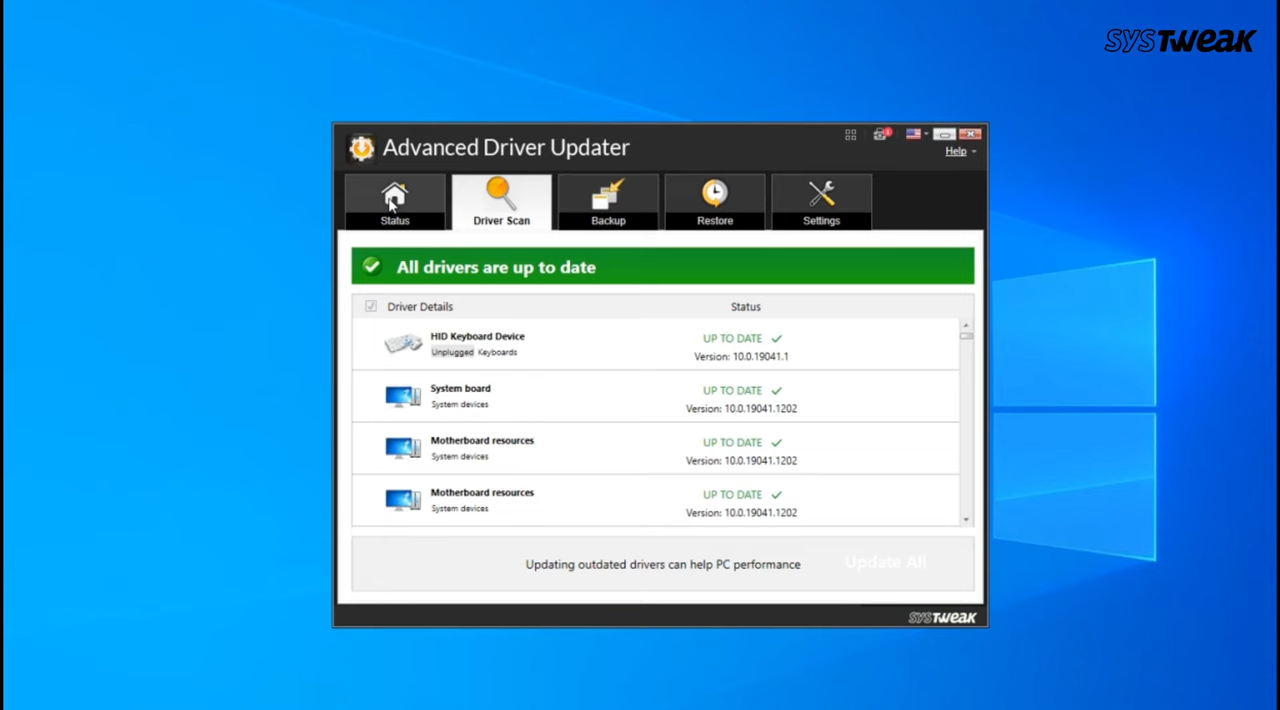 SYSTweak
Advanced Driver Updater
1
Help
Status
Driver Scan
Backup
Restore
Settings
All drivers are up to date
Driver Details Status
HID Keyboard Device
UP TO DATE
Unplugged Keyboards
Version: 10.0.19041.1
System board
UP TO DATE
System devices
Version: 10.0.19041.1202
Motherboard resources
UP TO DATE
System devices
Version: 10.0.19041.1202
Motherboard resources
UP TO DATE
System devices
Version: 10.0.19041.1202
Updating outdated drivers can help PC performance
Update All
SYSTweak